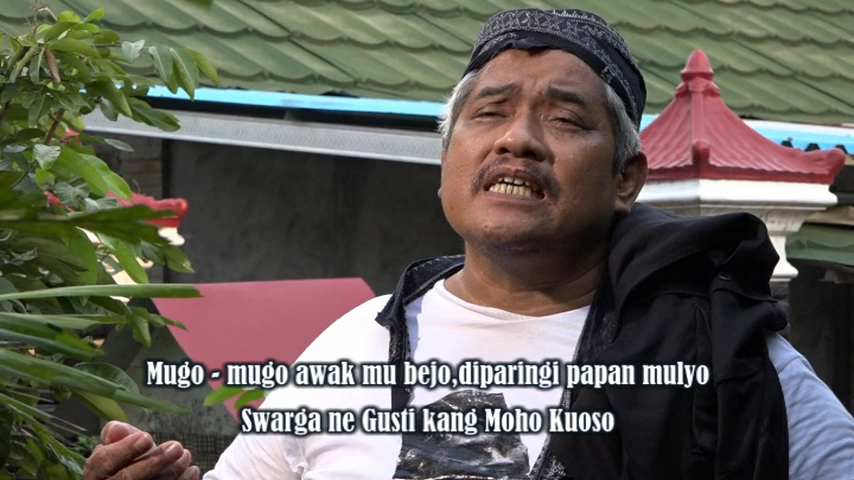 Mugo - mugo awak mu bejo,diparingi papan mulyo
Swarga ne Gusti kang Moho Kuoso